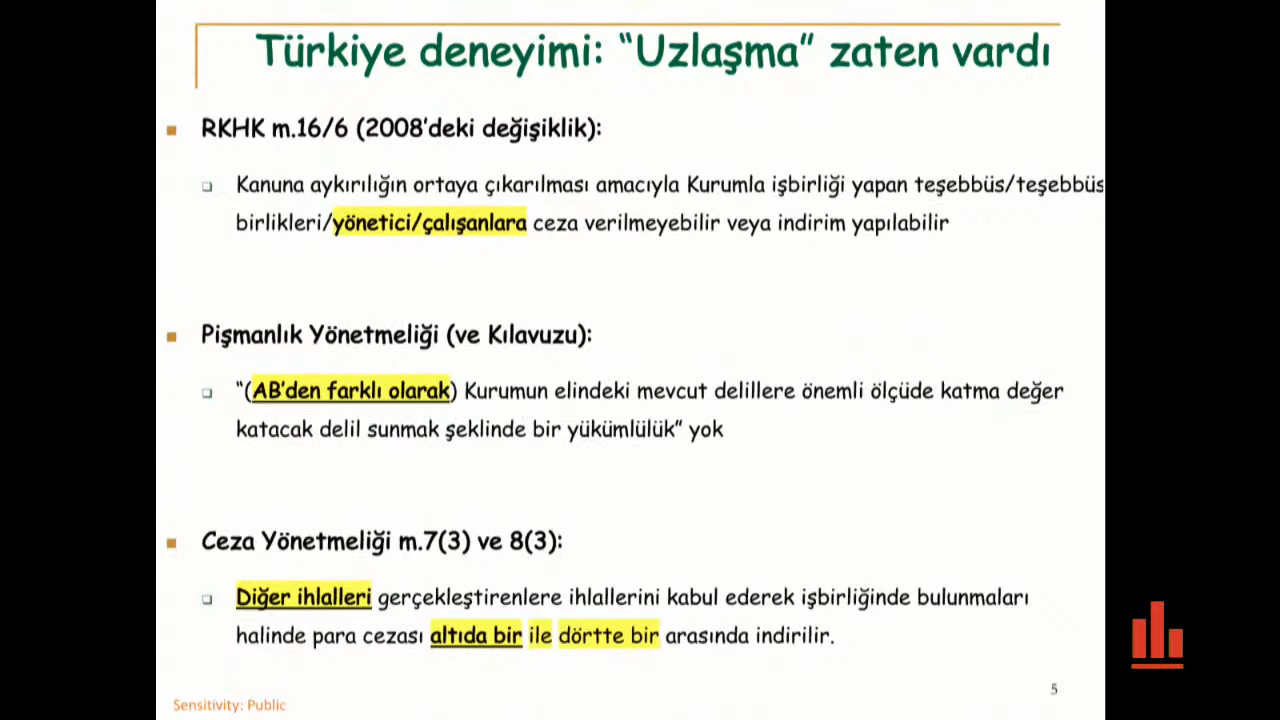 Türkiye deneyimi: “Uzlaşma” zaten vardı
RKHK m.16/6 (2008’deki değişiklik):
Kanuna aykırılığın ortaya çıkarılması amacıyla Kurumla işbirliği yapan teşebbüs/teşebbüs
birlikleri/yönetici/çalışanlara ceza verilmeyebilir veya indirim yapılabilir
Pişmanlık Yönetmeliği (ve Kılavuzu):
“(AB’den farklı olarak) Kurumun elindeki mevcut delillere önemli ölçüde katma değer
katacak delil sunmak şeklinde bir yükümlülük” yok
Ceza Yönetmeliği m.7(3) ve 8(3):
Diğer ihlalleri gerçekleştirenlere ihlallerini kabul ederek işbirliğinde bulunmaları
halinde para cezası altıda bir ile dörtte bir arasında indirilir.
5
Sensitivity: Public